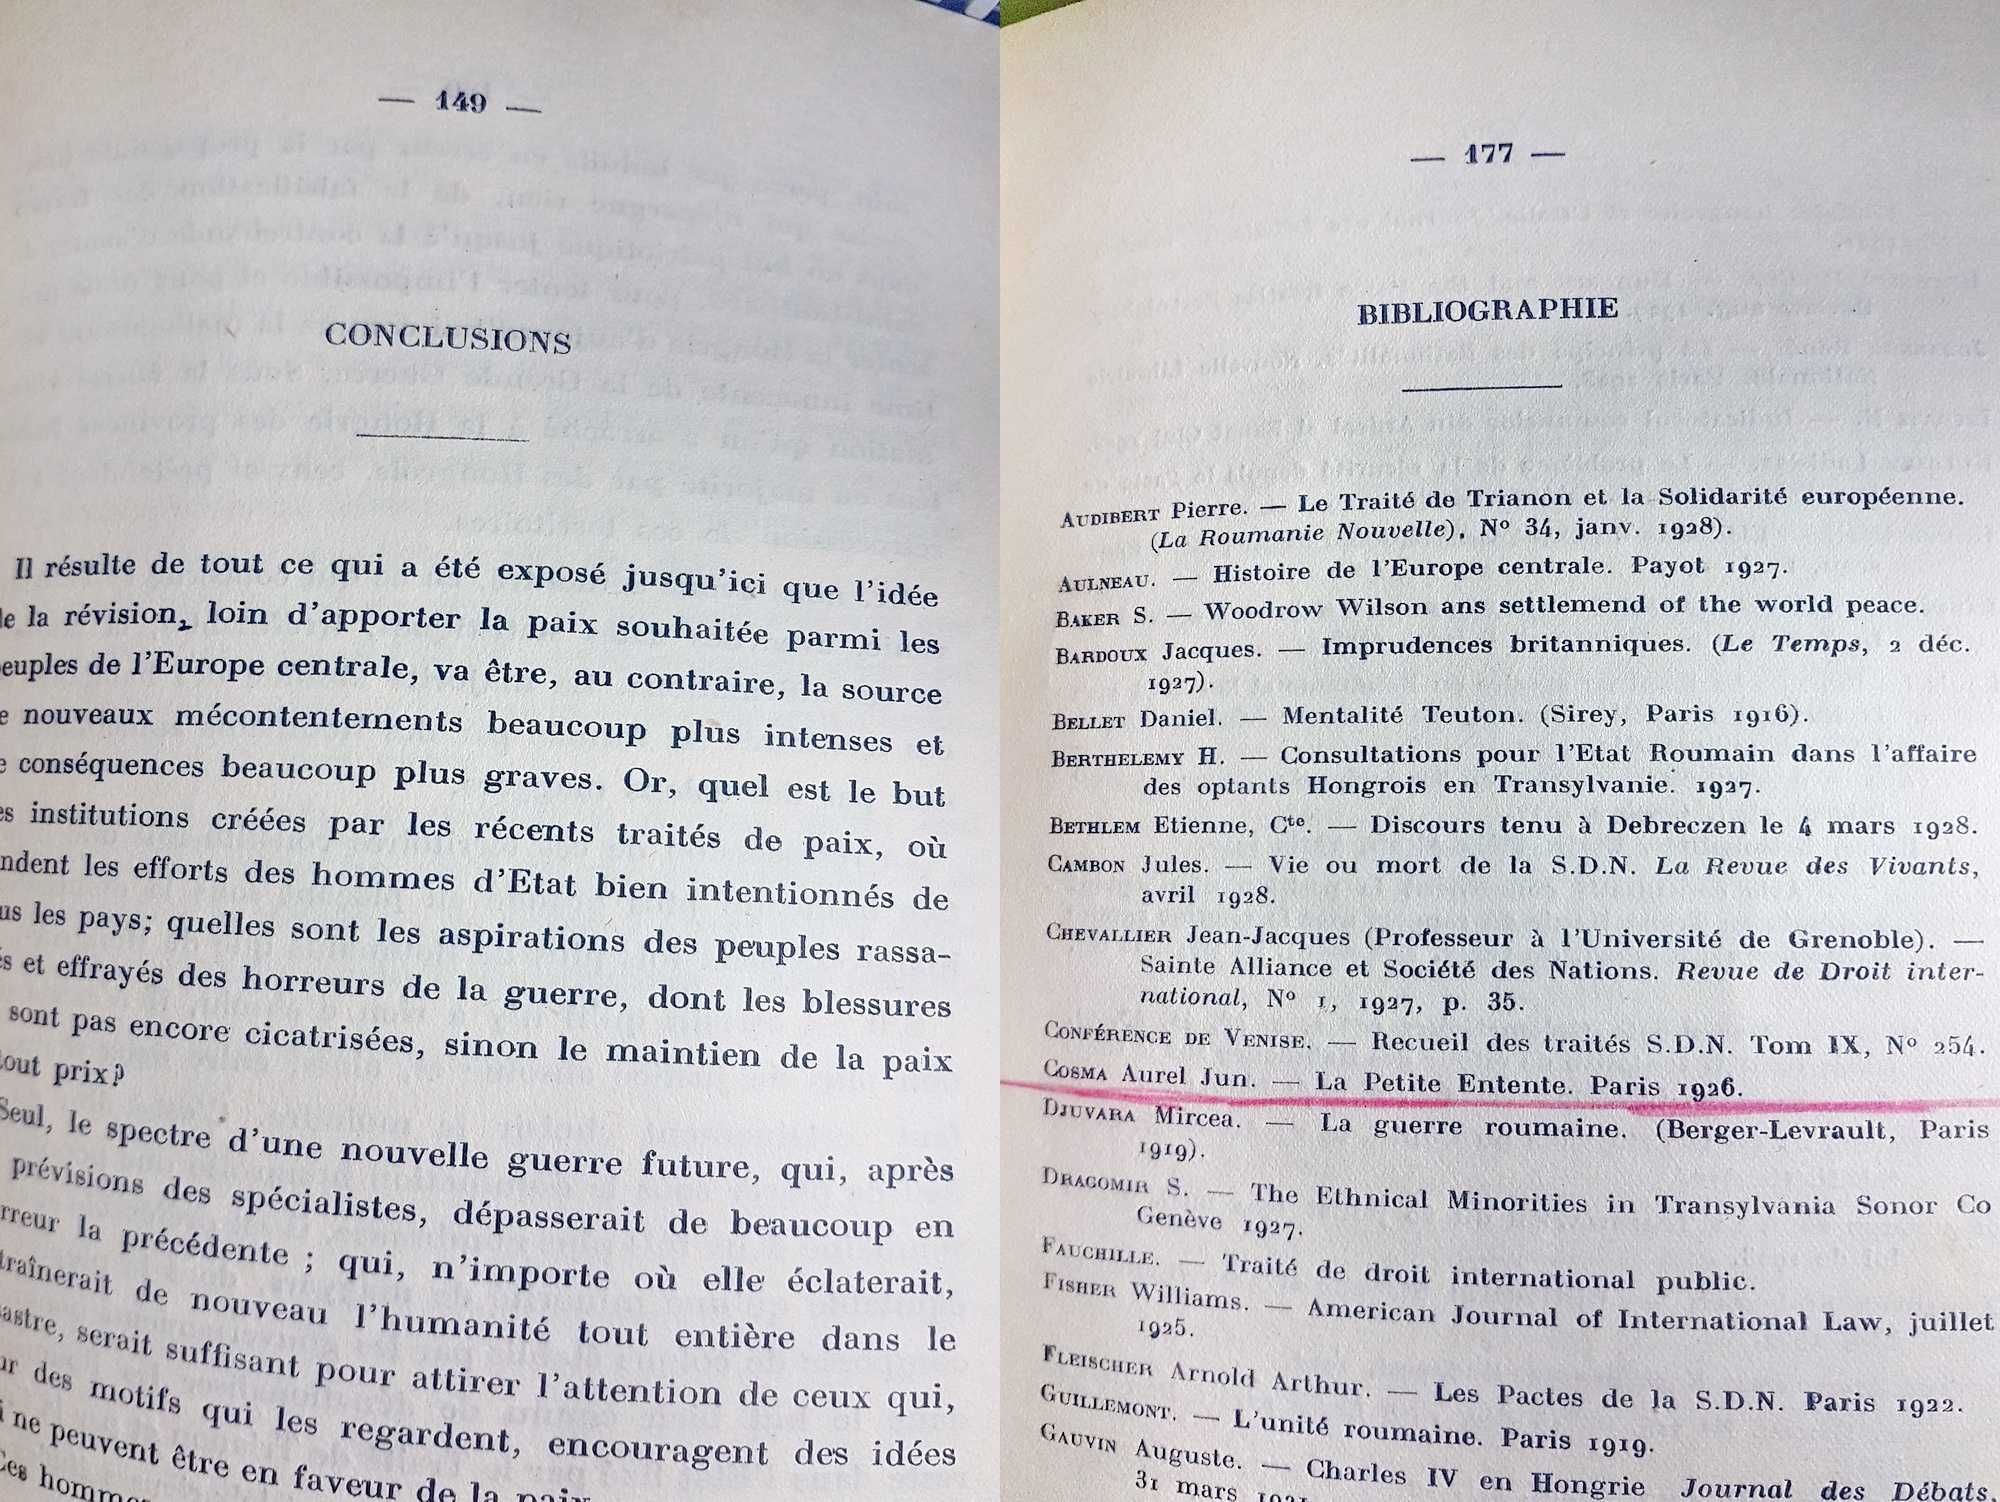 — 149 —
CONCLUSIONS
Il résulte de tout ce qui a été exposé jusqu'ici que l'idée
la révision, loin d'apporter la paix souhaitée parmi les
de l'Europe centrale, va être, au contraire, la source
nouveaux mécontentements beaucoup plus intenses et
conséquences beaucoup plus graves. Or, quel est le but
institutions créées par les récents traités de paix, où
les efforts des hommes d'Etat bien intentionnés de
les pays; quelles sont les aspirations des peuples rassa-
et effrayés des horreurs de la guerre, dont les blessures
sont pas encore cicatrisées, sinon le maintien de la paix
tout prix?
Seul, le spectre d'une nouvelle guerre future, qui, après
prévisions des spécialistes, dépasserait de beaucoup en
la précédente ; qui, n'importe où elle éclaterait,
de nouveau l'humanité tout entière dans le
serait suffisant pour attirer l'attention de ceux qui,
des motifs qui les regardent, encouragent des idées
ne peuvent être en faveur de la paix
— 177 —
BIBLIOGRAPHIE
AUDIBERT Pierre. — Le Traité de Trianon et la Solidarité européenne.
(La Roumanie Nouvelle), N° 34, janv. 1928).
AULNEAU. — Histoire de l'Europe centrale. Payot 1927.
BAKER S. — Woodrow Wilson ans settlemend of the world peace.
BARDOUX Jacques. — Imprudences britanniques. (Le Temps, 2 déc.
1927).
BELLET Daniel. — Mentalité Teuton. (Sirey, Paris 1916).
BERTHELEMY H. — Consultations pour l'Etat Roumain dans l'affaire
des optants Hongrois en Transylvanie. 1927.
BETHLEM Etienne, Cte. — Discours tenu à Debreczen le 4 mars 1928.
CAMBON Jules. — Vie ou mort de la S.D.N. La Revue des Vivants,
avril 1928.
CHEVALLIER Jean-Jacques (Professeur à l'Université de Grenoble). —
Sainte Alliance et Société des Nations. Revue de Droit inter-
national, N° 1, 1927, p. 35.
CONFÉRENCE DE VENISE. — Recueil des traités S.D.N. Tom IX, N° 254.
COSMA Aurel Jun. — La Petite Entente. Paris 1926.
DJUVARA Mircea. — La guerre roumaine. (Berger-Levrault, Paris
1919).
DRAGOMIR S. — The Ethnical Minorities in Transylvania Sonor Co
Genève 1927.
FAUCHILLE. — Traité de droit international public.
FISHER Williams. — American Journal of International Law, juillet
1925.
FLEISCHER Arnold Arthur. — Les Pactes de la S.D.N. Paris 1922.
GUILLEMONT. — L'unité roumaine. Paris 1919.
GAUVIN Auguste. — Charles IV en Hongrie Journal des Débats,
31 mars